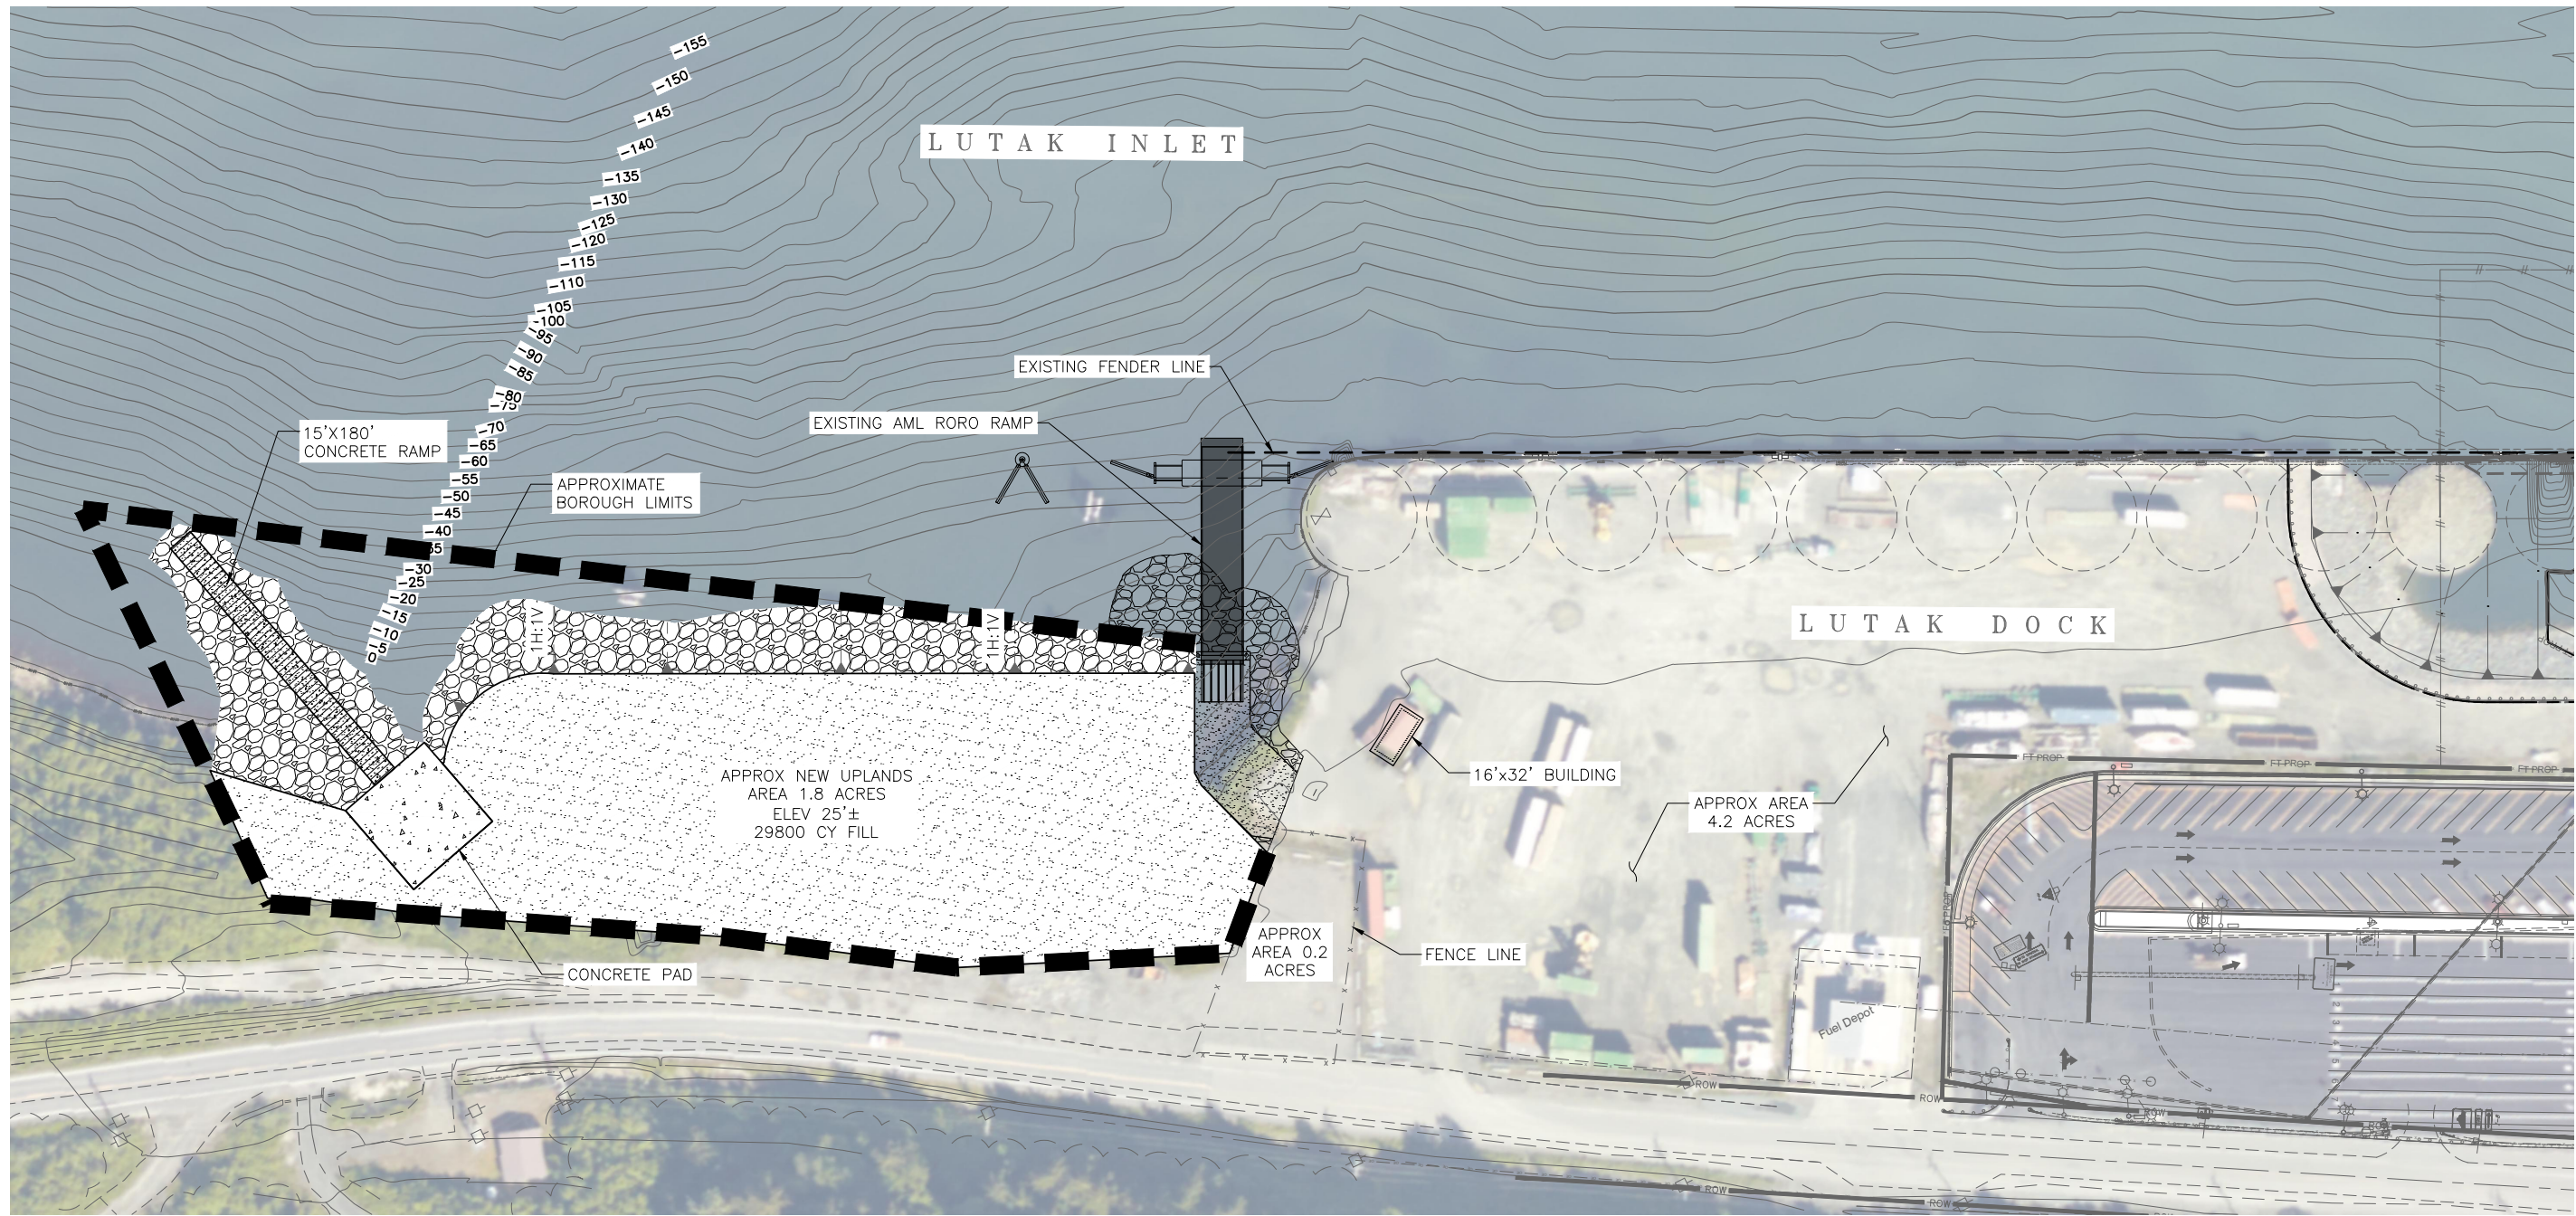 -155
-150
-145
-140
-135
-130
-125
-120
-115
-110
-105
-100
-95
-90
-85
-80
-75
-70
-65
-60
-55
-50
-45
-40
-30
-25
-20
-15
-10
-5
0
LUTAK INLET
EXISTING FENDER LINE
EXISTING AML RORO RAMP
15'X180'
CONCRETE RAMP
APPROXIMATE
BOROUGH LIMITS
1H:1V
1H:1V
LUTAK DOCK
16'x32' BUILDING
APPROX NEW UPLANDS
AREA 1.8 ACRES
ELEV 25'±
29800 CY FILL
APPROX AREA
4.2 ACRES
FT PROP
FT PROP
FT PROP
APPROX
AREA 0.2
ACRES
FENCE LINE
CONCRETE PAD
Fuel Depot
ROW
ROW
ROW
ROW
ROW